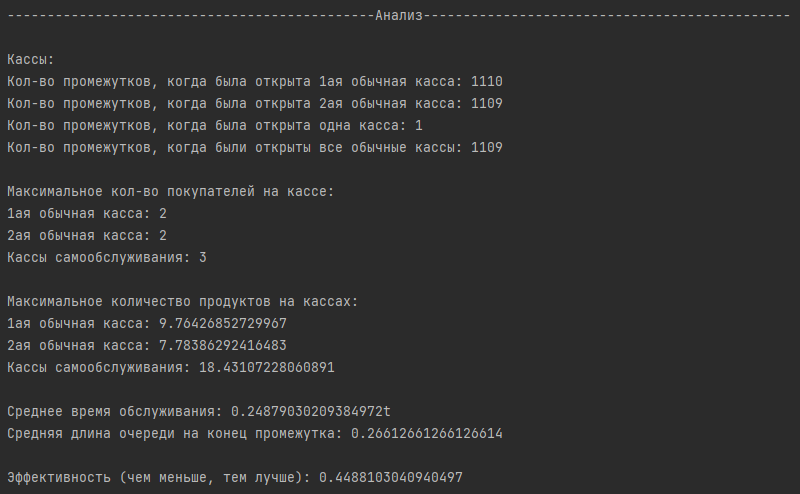 ----------------------------------------------Анализ----------------------------------------------
Кассы:
Кол-во промежутков, когда была открыта 1ая обычная касса: 1110
Кол-во промежутков, когда была открыта 2ая обычная касса: 1109
Кол-во промежутков, когда была открыта одна касса: 1
Кол-во промежутков, когда были открыты все обычные кассы: 1109
Максимальное кол-во покупателей на кассе:
1ая обычная касса: 2
2ая обычная касса: 2
Кассы самообслуживания: 3
Максимальное количество продуктов на кассах:
1ая обычная касса: 9.76426852729967
2ая обычная касса: 7.78386292416483
Кассы самообслуживания: 18.43107228060891
Среднее время обслуживания: 0.24879030209384972t
Средняя длина очереди на конец промежутка: 0.26612661266126614
Эффективность (чем меньше, тем лучше): 0.4488103040940497